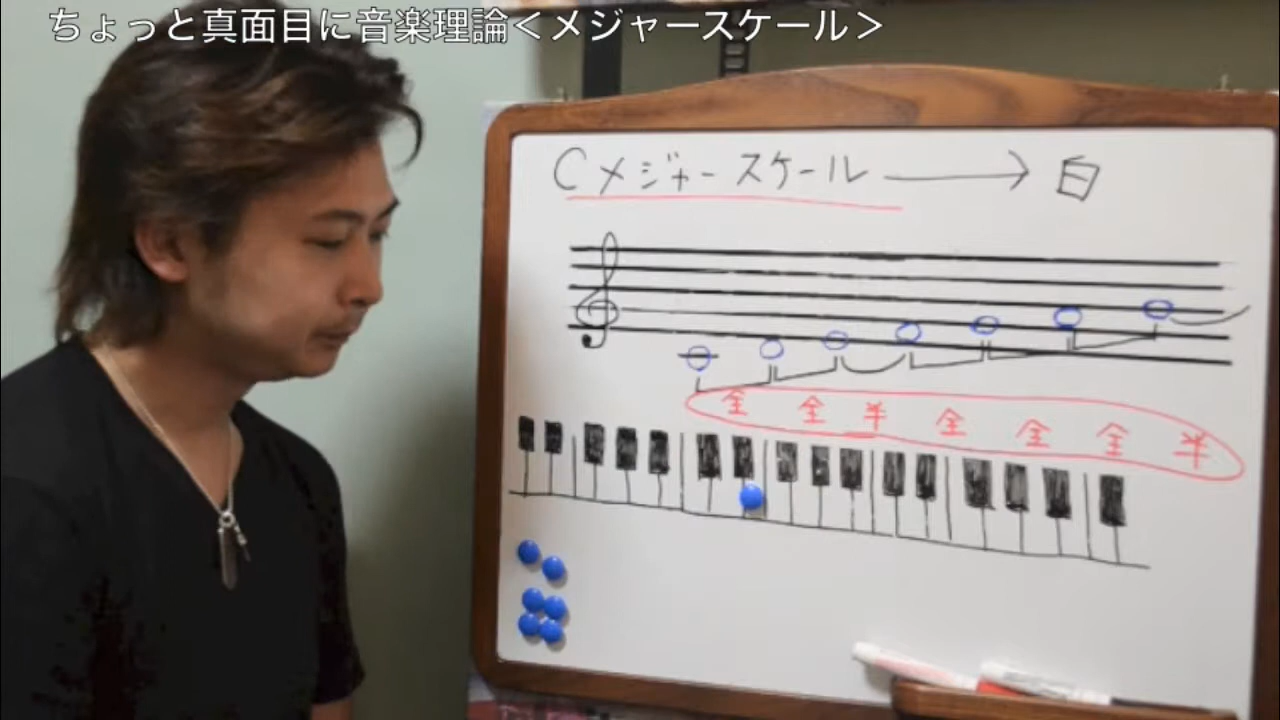 ちょっと真面目に音楽理論＜メジャースケール＞
Cメジャースケール → 白
全 全 半 全 全 全 半